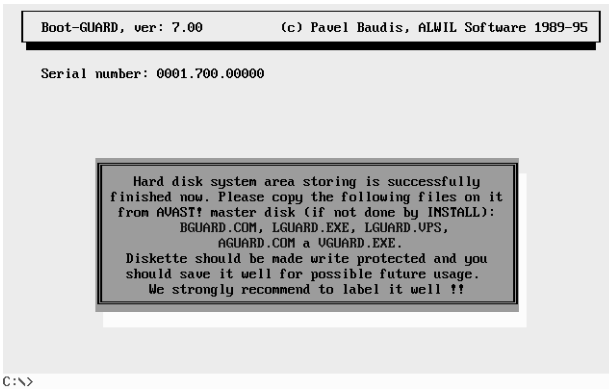 Boot-GUARD, ver: 7.00 (c) Pavel Baudis, ALWIL Software 1989-95
Serial number: 0001.700.00000
Hard disk system area storing is successfully
finished now. Please copy the following files on it
from AVAST! master disk (if not done by INSTALL):
BGUARD.COM, LGUARD.EXE, LGUARD.VPS,
AGUARD.COM a VGUARD.EXE.
Diskette should be made write protected and you
should save it well for possible future usage.
We strongly recommend to label it well !!
C:\>